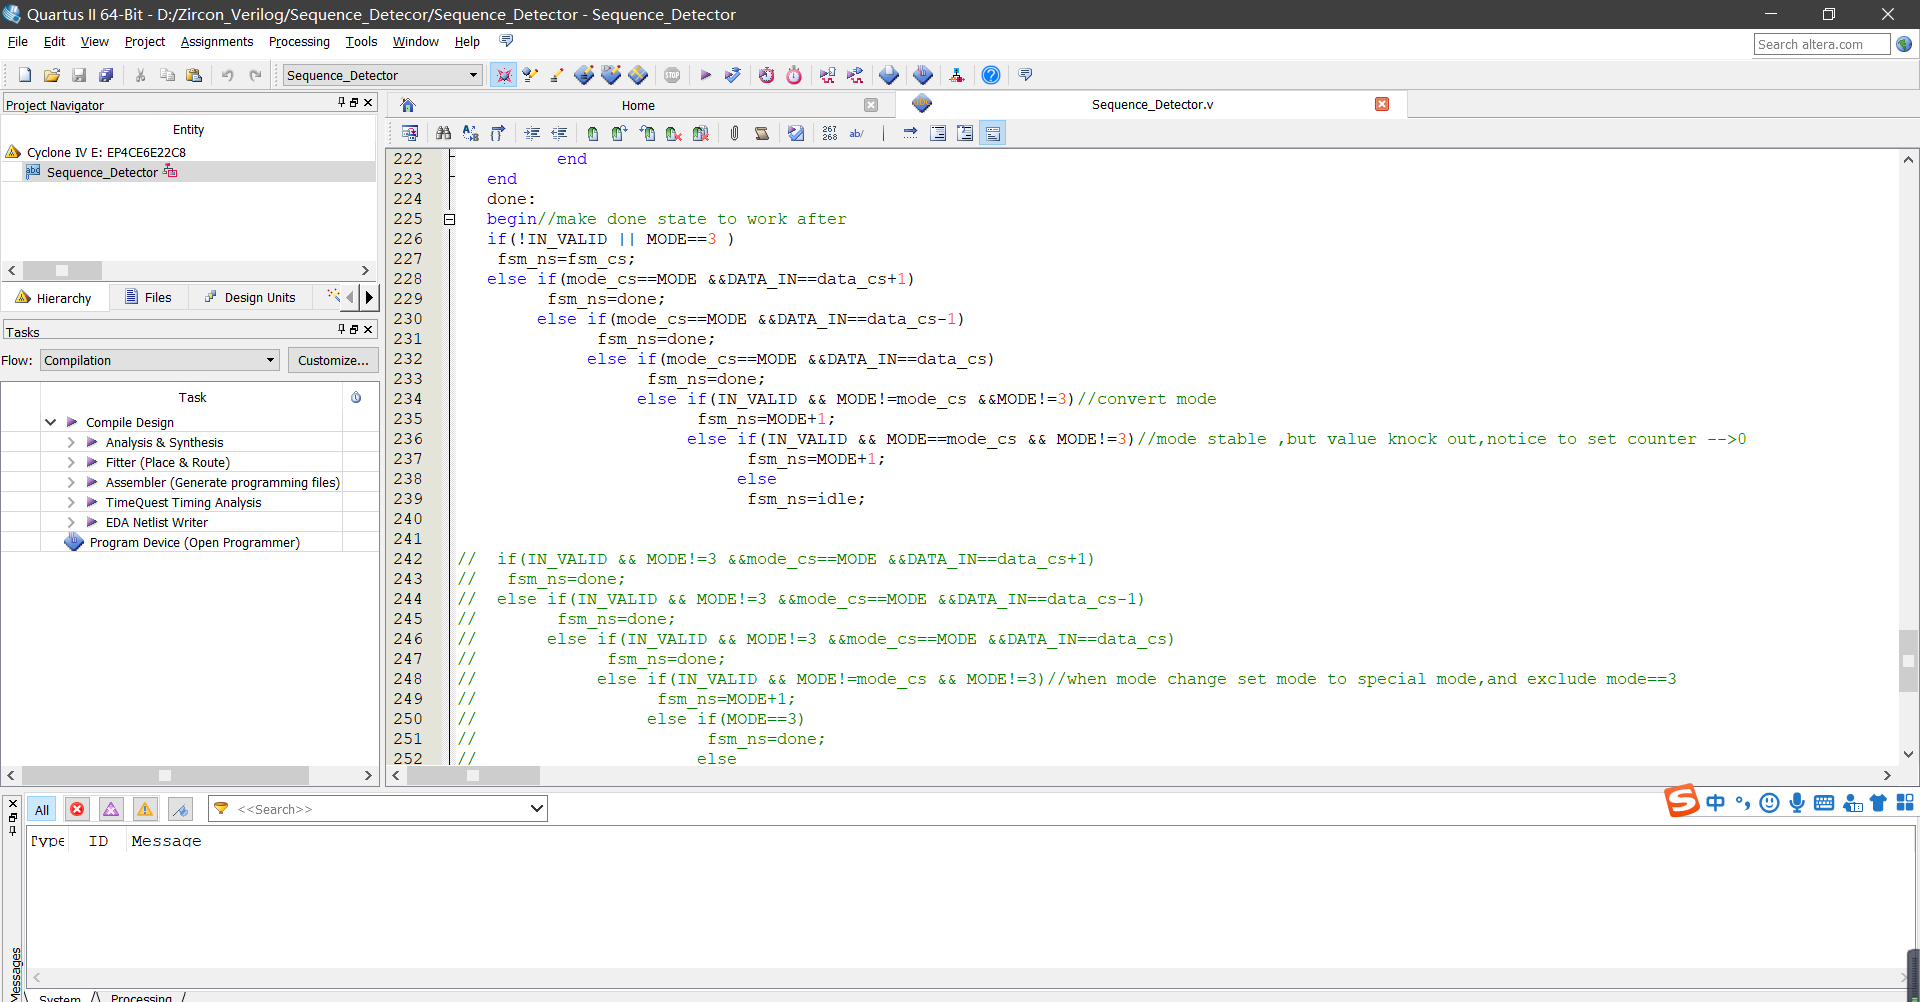 Quartus II 64-Bit - D:/Zircon_Verilog/Sequence_Detecor/Sequence_Detector - Sequence_Detector
File Edit View Project Assignments Processing Tools Window Help
Search altera.com
Sequence_Detector
Project Navigator
Entity
Cyclone IV E: EP4CE6E22C8
Sequence_Detector
Hierarchy Files Design Units
Tasks
Flow: Compilation Customize...
Task
Compile Design
Analysis & Synthesis
Fitter (Place & Route)
Assembler (Generate programming files)
TimeQuest Timing Analysis
EDA Netlist Writer
Program Device (Open Programmer)
Home Sequence_Detector.v
267 268 ab/
222 end
223 end
224 done:
225 begin//make done state to work after
226 if(!IN_VALID || MODE==3 )
227 fsm_ns=fsm_cs;
228 else if(mode_cs==MODE &&DATA_IN==data_cs+1)
229 fsm_ns=done;
230 else if(mode_cs==MODE &&DATA_IN==data_cs-1)
231 fsm_ns=done;
232 else if(mode_cs==MODE &&DATA_IN==data_cs)
233 fsm_ns=done;
234 else if(IN_VALID && MODE!=mode_cs &&MODE!=3)//convert mode
235 fsm_ns=MODE+1;
236 else if(IN_VALID && MODE==mode_cs && MODE!=3)//mode stable ,but value knock out,notice to set counter -->0
237 fsm_ns=MODE+1;
238 else
239 fsm_ns=idle;
240
241
242 // if(IN_VALID && MODE!=3 &&mode_cs==MODE &&DATA_IN==data_cs+1)
243 // fsm_ns=done;
244 // else if(IN_VALID && MODE!=3 &&mode_cs==MODE &&DATA_IN==data_cs-1)
245 // fsm_ns=done;
246 // else if(IN_VALID && MODE!=3 &&mode_cs==MODE &&DATA_IN==data_cs)
247 // fsm_ns=done;
248 // else if(IN_VALID && MODE!=mode_cs && MODE!=3)//when mode change set mode to special mode,and exclude mode==3
249 // fsm_ns=MODE+1;
250 // else if(MODE==3)
251 // fsm_ns=done;
252 // else
All <<Search>>
中
Type ID Message
Messages
System Processing